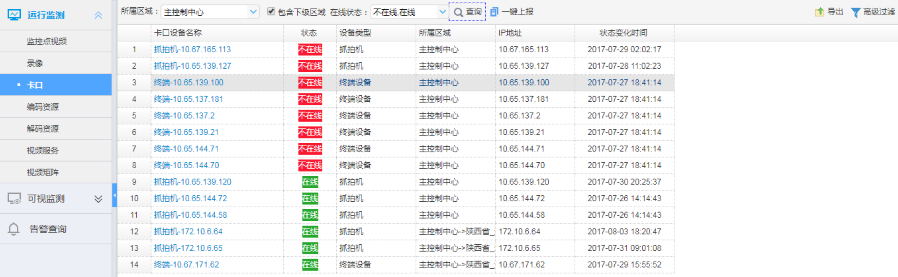 运行监测
监控点视频
录像
卡口
编码资源
解码资源
视频服务
视频矩阵
可视监测
告警查询
所属区域： 主控制中心 包含下级区域 在线状态： 不在线,在线 查询 一键上报 导出 高级过滤
卡口设备名称 状态 设备类型 所属区域 IP地址 状态变化时间
1 抓拍机-10.67.165.113 不在线 抓拍机 主控制中心 10.67.165.113 2017-07-29 02:02:17
2 抓拍机-10.65.139.127 不在线 抓拍机 主控制中心 10.65.139.127 2017-07-28 11:02:23
3 终端-10.65.139.100 不在线 终端设备 主控制中心 10.65.139.100 2017-07-27 18:41:14
4 终端-10.65.137.181 不在线 终端设备 主控制中心 10.65.137.181 2017-07-27 18:41:14
5 终端-10.65.137.2 不在线 终端设备 主控制中心 10.65.137.2 2017-07-27 18:41:14
6 终端-10.65.139.21 不在线 终端设备 主控制中心 10.65.139.21 2017-07-27 18:41:14
7 终端-10.65.144.71 不在线 终端设备 主控制中心 10.65.144.71 2017-07-27 18:41:14
8 终端-10.65.144.70 不在线 终端设备 主控制中心 10.65.144.70 2017-07-27 18:41:14
9 抓拍机-10.65.139.120 在线 抓拍机 主控制中心 10.65.139.120 2017-07-30 20:25:37
10 抓拍机-10.65.144.72 在线 抓拍机 主控制中心 10.65.144.72 2017-07-26 14:14:43
11 抓拍机-10.65.144.58 在线 抓拍机 主控制中心 10.65.144.58 2017-07-26 14:14:43
12 抓拍机-172.10.6.64 在线 抓拍机 主控制中心->陕西省_ 172.10.6.64 2017-08-03 18:20:47
13 抓拍机-172.10.6.65 在线 抓拍机 主控制中心->陕西省_ 172.10.6.65 2017-07-31 09:01:08
14 终端-10.67.171.62 在线 终端设备 主控制中心->陕西省_ 10.67.171.62 2017-07-29 15:55:52